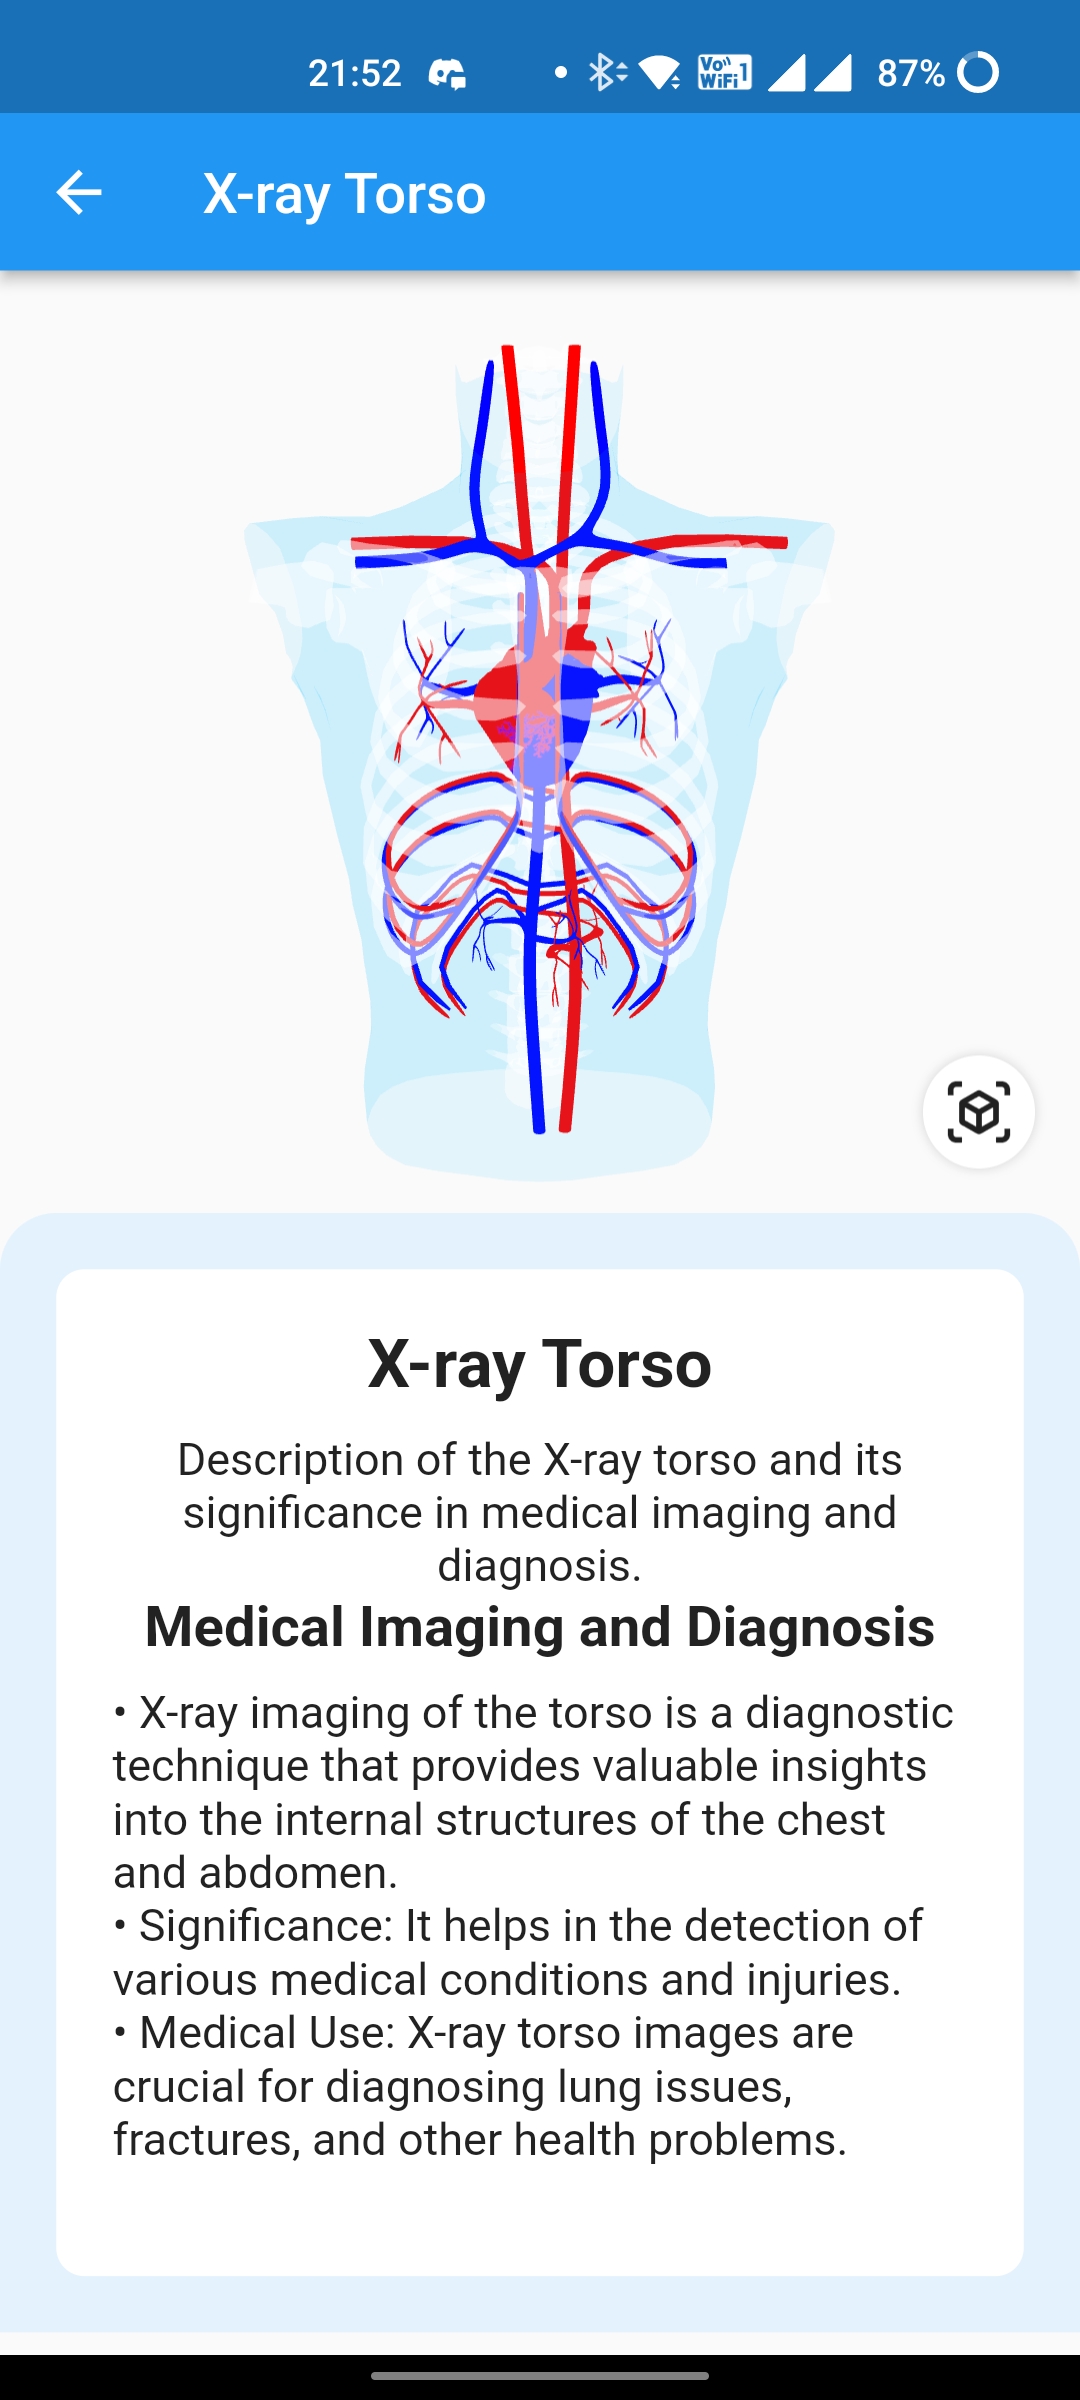 21:52
Vo)) WiFi 1
87%
X-ray Torso
X-ray Torso
Description of the X-ray torso and its
significance in medical imaging and
diagnosis.
Medical Imaging and Diagnosis
• X-ray imaging of the torso is a diagnostic
technique that provides valuable insights
into the internal structures of the chest
and abdomen.
• Significance: It helps in the detection of
various medical conditions and injuries.
• Medical Use: X-ray torso images are
crucial for diagnosing lung issues,
fractures, and other health problems.